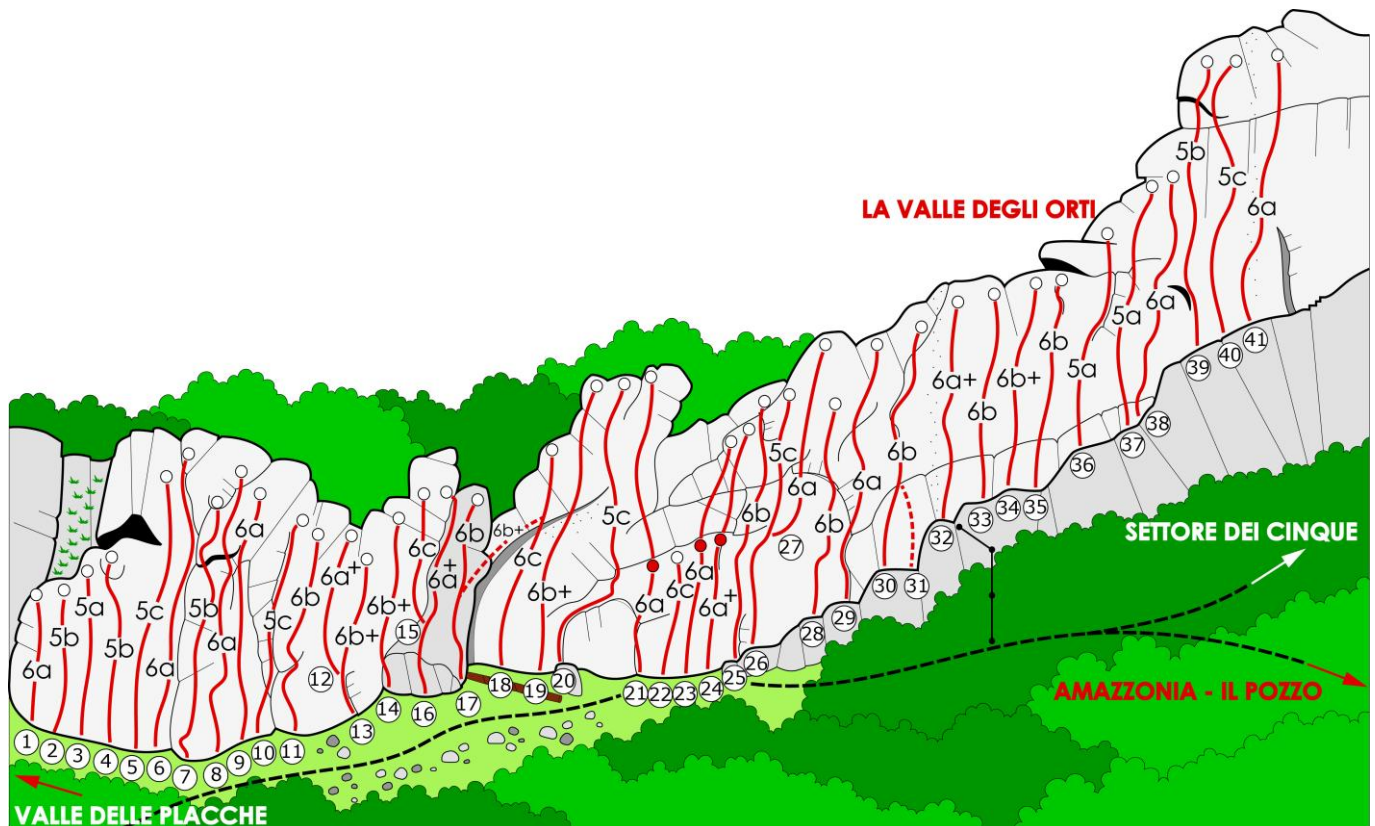 LA VALLE DEGLI ORTI
SETTORE DEI CINQUE
AMAZZONIA - IL POZZO
VALLE DELLE PLACCHE
6a
5b
5a
5b
5c
6a
5b
6a
6a
5c
6b
6a+
6b+
6b+
6c
6a+
6b
6b+
6c
6b+
5c
6a
6c
6a
6a+
6b
5c
6a
6b
6a
6b
6a+
6b
6b+
6b
5a
5a
6a
5b
5c
6a
1
2
3
4
5
6
7
8
9
10
11
12
13
14
15
16
17
18
19
20
21
22
23
24
25
26
27
28
29
30
31
32
33
34
35
36
37
38
39
40
41